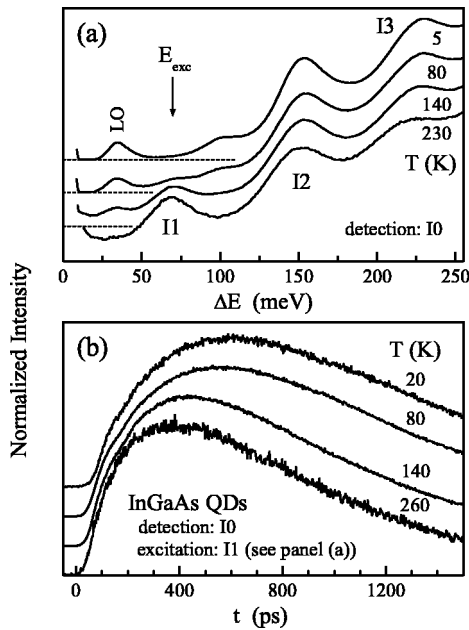 (a)
I3
5
E_exc
80
LO
140
230
T (K)
I2
I1
detection: I0
0 50 100 150 200 250
ΔE (meV)
Normalized Intensity
(b)
T (K)
20
80
140
260
InGaAs QDs
detection: I0
excitation: I1 (see panel (a))
0 400 800 1200
t (ps)